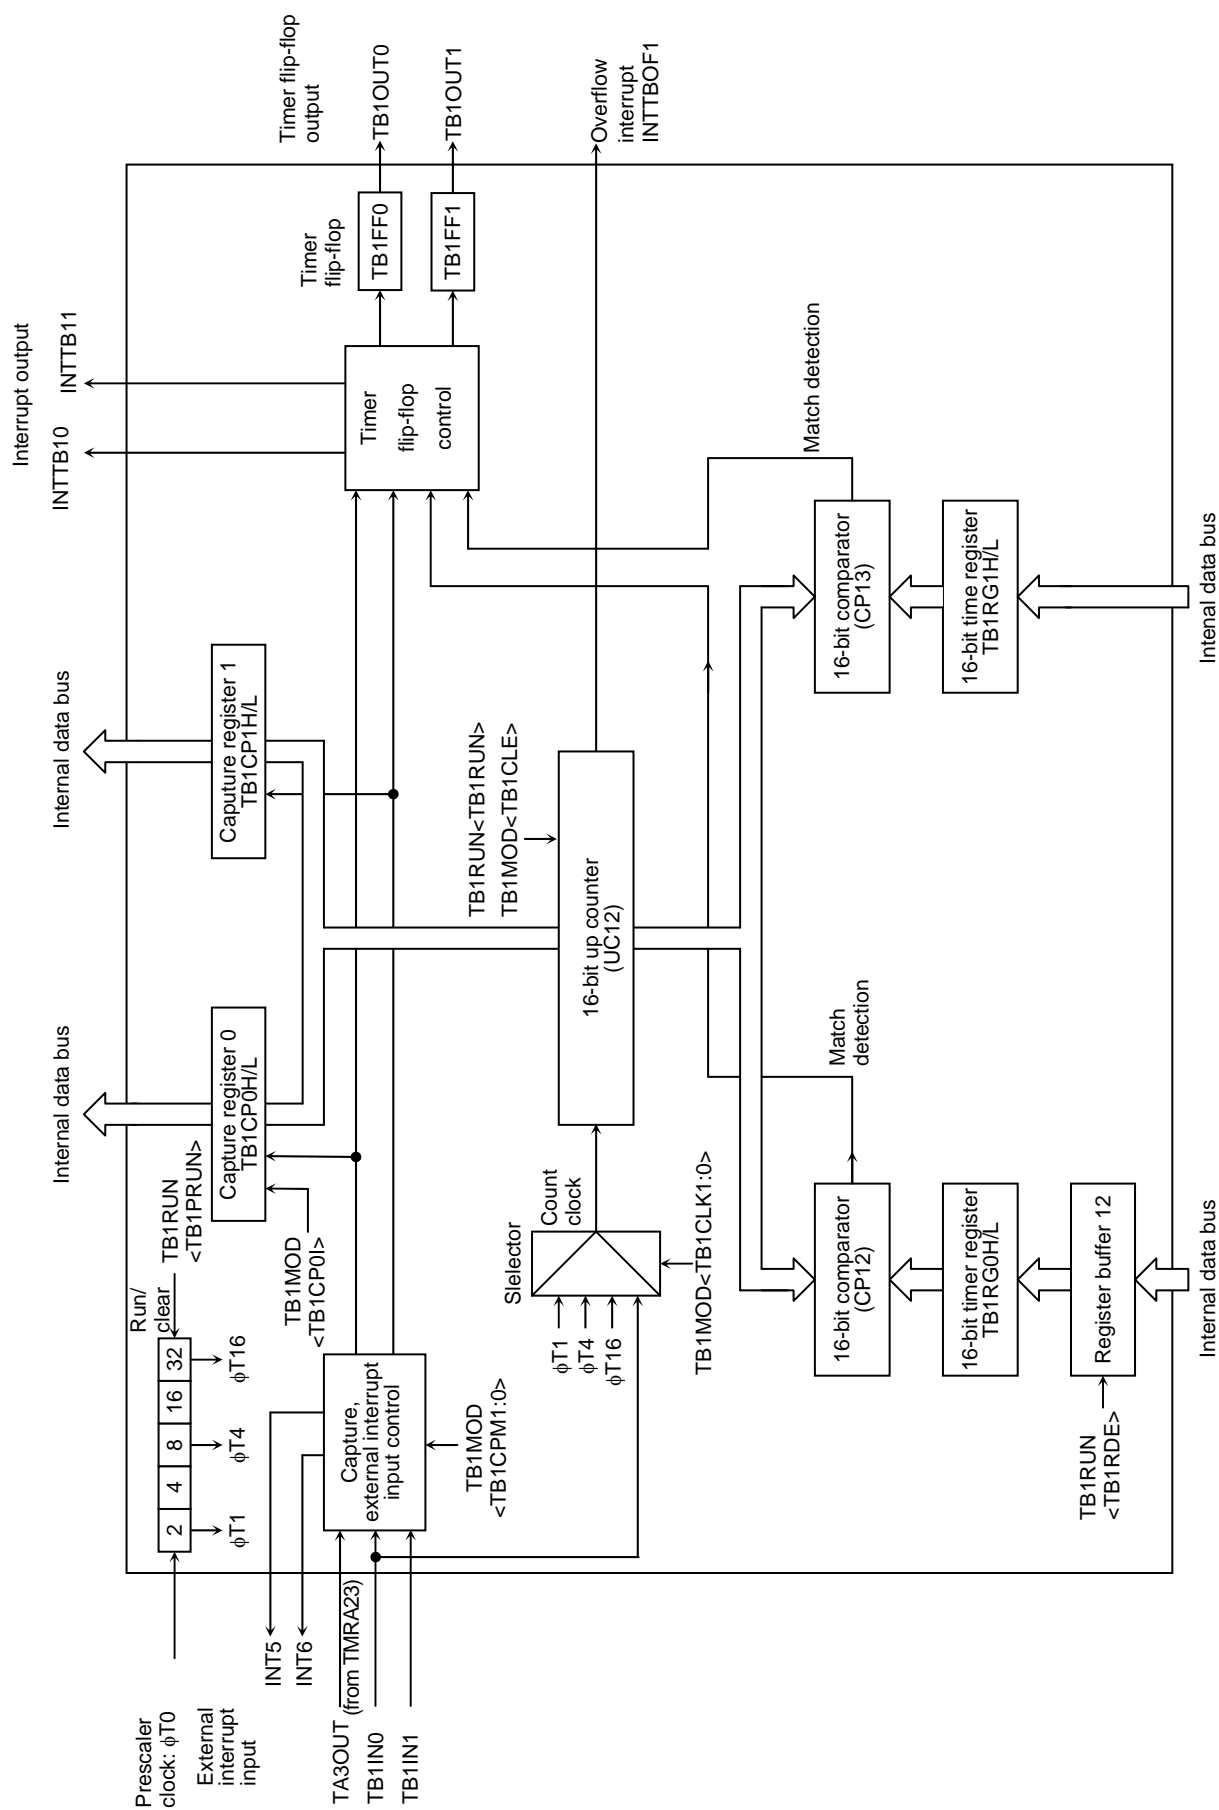 Prescaler
clock: φT0
2
4
8
16
32
φT1
φT4
φT16
Run/
clear
TB1RUN
<TB1PRUN>
External
interrupt
input
INT5
INT6
TA3OUT
(from TMRA23)
TB1IN0
TB1IN1
Capture,
external interrupt
input control
TB1MOD
<TB1CPM1:0>
TB1MOD
<TB1CP0I>
Internal data bus
Capture register 0
TB1CP0H/L
Internal data bus
Caputure register 1
TB1CP1H/L
Interrupt output
INTTB10
INTTB11
Timer
flip-flop
control
Timer
flip-flop
TB1FF0
TB1FF1
Timer flip-flop
output
TB1OUT0
TB1OUT1
Slelector
φT1
φT4
φT16
Count
clock
TB1MOD<TB1CLK1:0>
TB1RUN<TB1RUN>
TB1MOD<TB1CLE>
16-bit up counter
(UC12)
Overflow
interrupt
INTTBOF1
Match
detection
Match detection
16-bit comparator
(CP12)
16-bit comparator
(CP13)
16-bit timer register
TB1RG0H/L
16-bit time register
TB1RG1H/L
Register buffer 12
TB1RUN
<TB1RDE>
Internal data bus
Intenal data bus